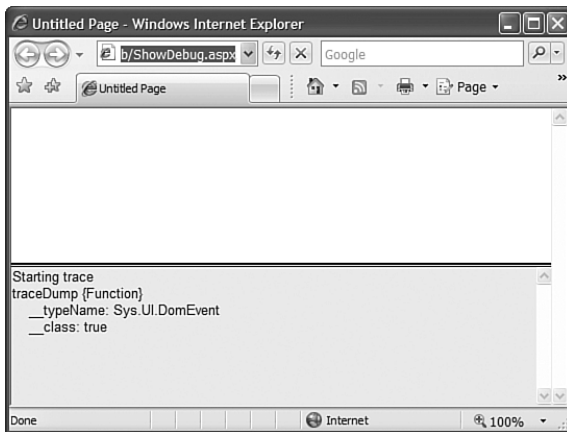 Untitled Page - Windows Internet Explorer
b/ShowDebug.aspx
Google
Untitled Page
Page
»
Starting trace
traceDump {Function}
__typeName: Sys.UI.DomEvent
__class: true
Done
Internet
100%